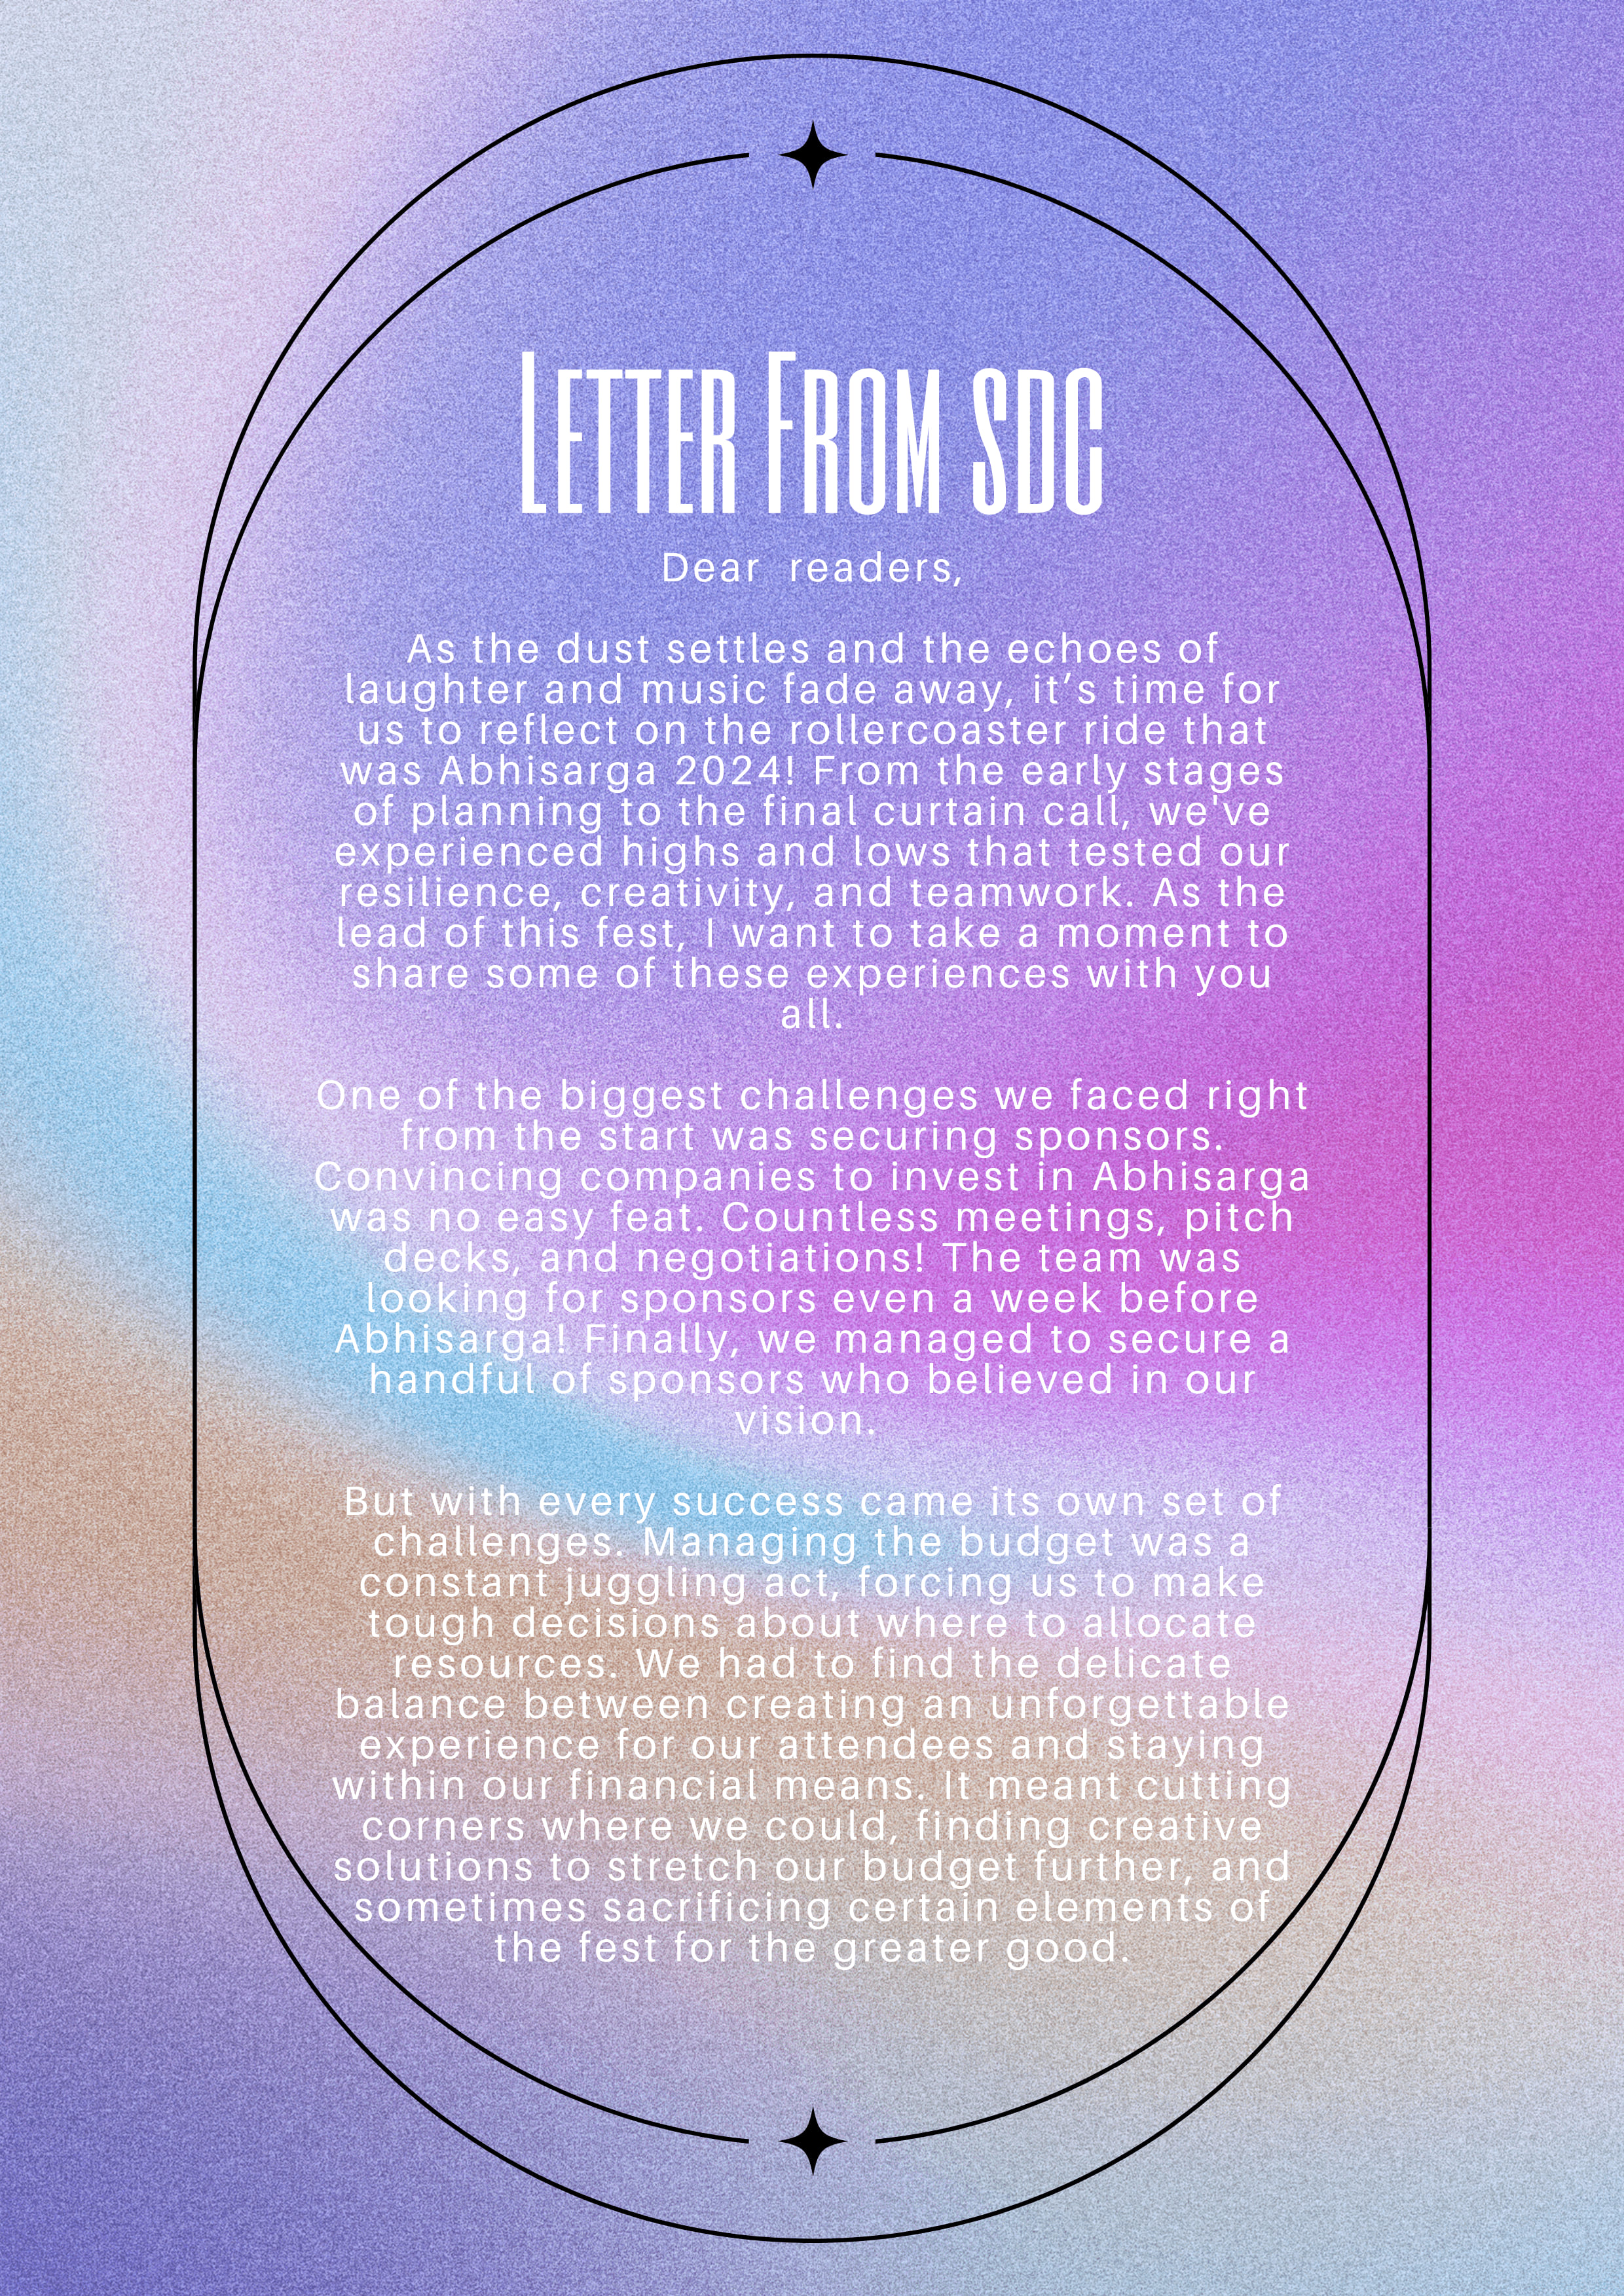 Letter From SDC
Dear readers,
As the dust settles and the echoes of
laughter and music fade away, it’s time for
us to reflect on the rollercoaster ride that
was Abhisarga 2024! From the early stages
of planning to the final curtain call, we've
experienced highs and lows that tested our
resilience, creativity, and teamwork. As the
lead of this fest, I want to take a moment to
share some of these experiences with you
all.
One of the biggest challenges we faced right
from the start was securing sponsors.
Convincing companies to invest in Abhisarga
was no easy feat. Countless meetings, pitch
decks, and negotiations! The team was
looking for sponsors even a week before
Abhisarga! Finally, we managed to secure a
handful of sponsors who believed in our
vision.
But with every success came its own set of
challenges. Managing the budget was a
constant juggling act, forcing us to make
tough decisions about where to allocate
resources. We had to find the delicate
balance between creating an unforgettable
experience for our attendees and staying
within our financial means. It meant cutting
corners where we could, finding creative
solutions to stretch our budget further, and
sometimes sacrificing certain elements of
the fest for the greater good.